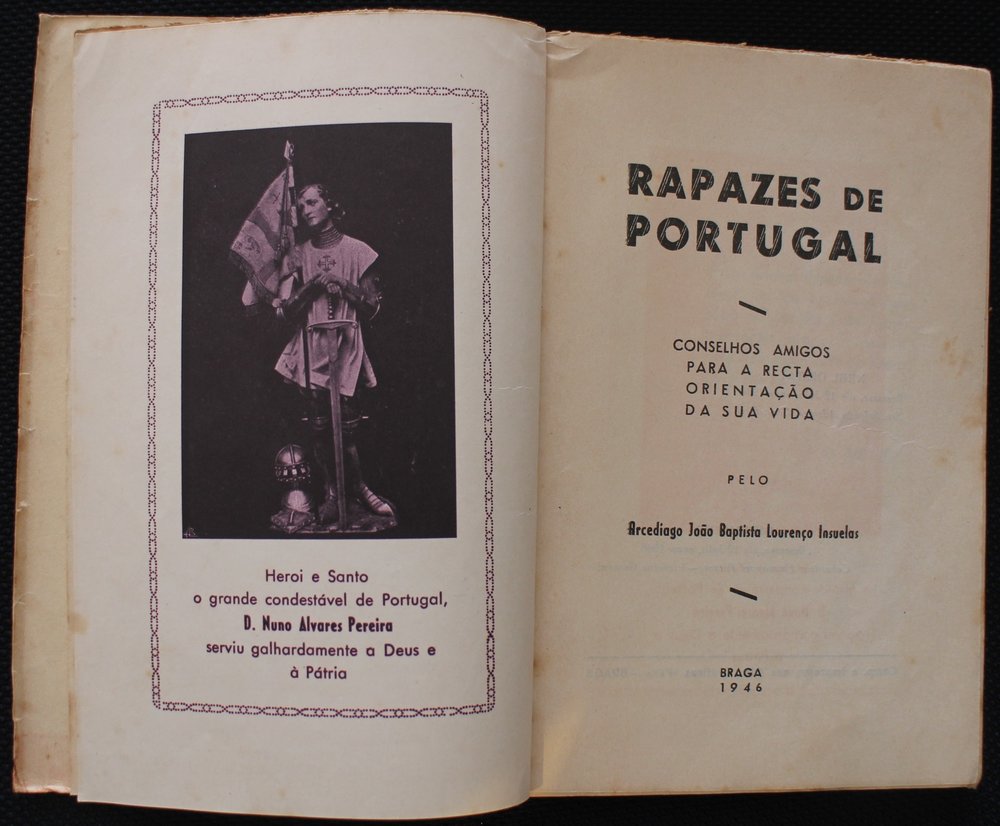 Heroi e Santo
o grande condestável de Portugal,
D. Nuno Alvares Pereira
serviu galhardamente a Deus e
à Pátria
RAPAZES DE
PORTUGAL
CONSELHOS AMIGOS
PARA A RECTA
ORIENTAÇÃO
DA SUA VIDA
PELO
Arcediago João Baptista Lourenço Insuelas
BRAGA
1946